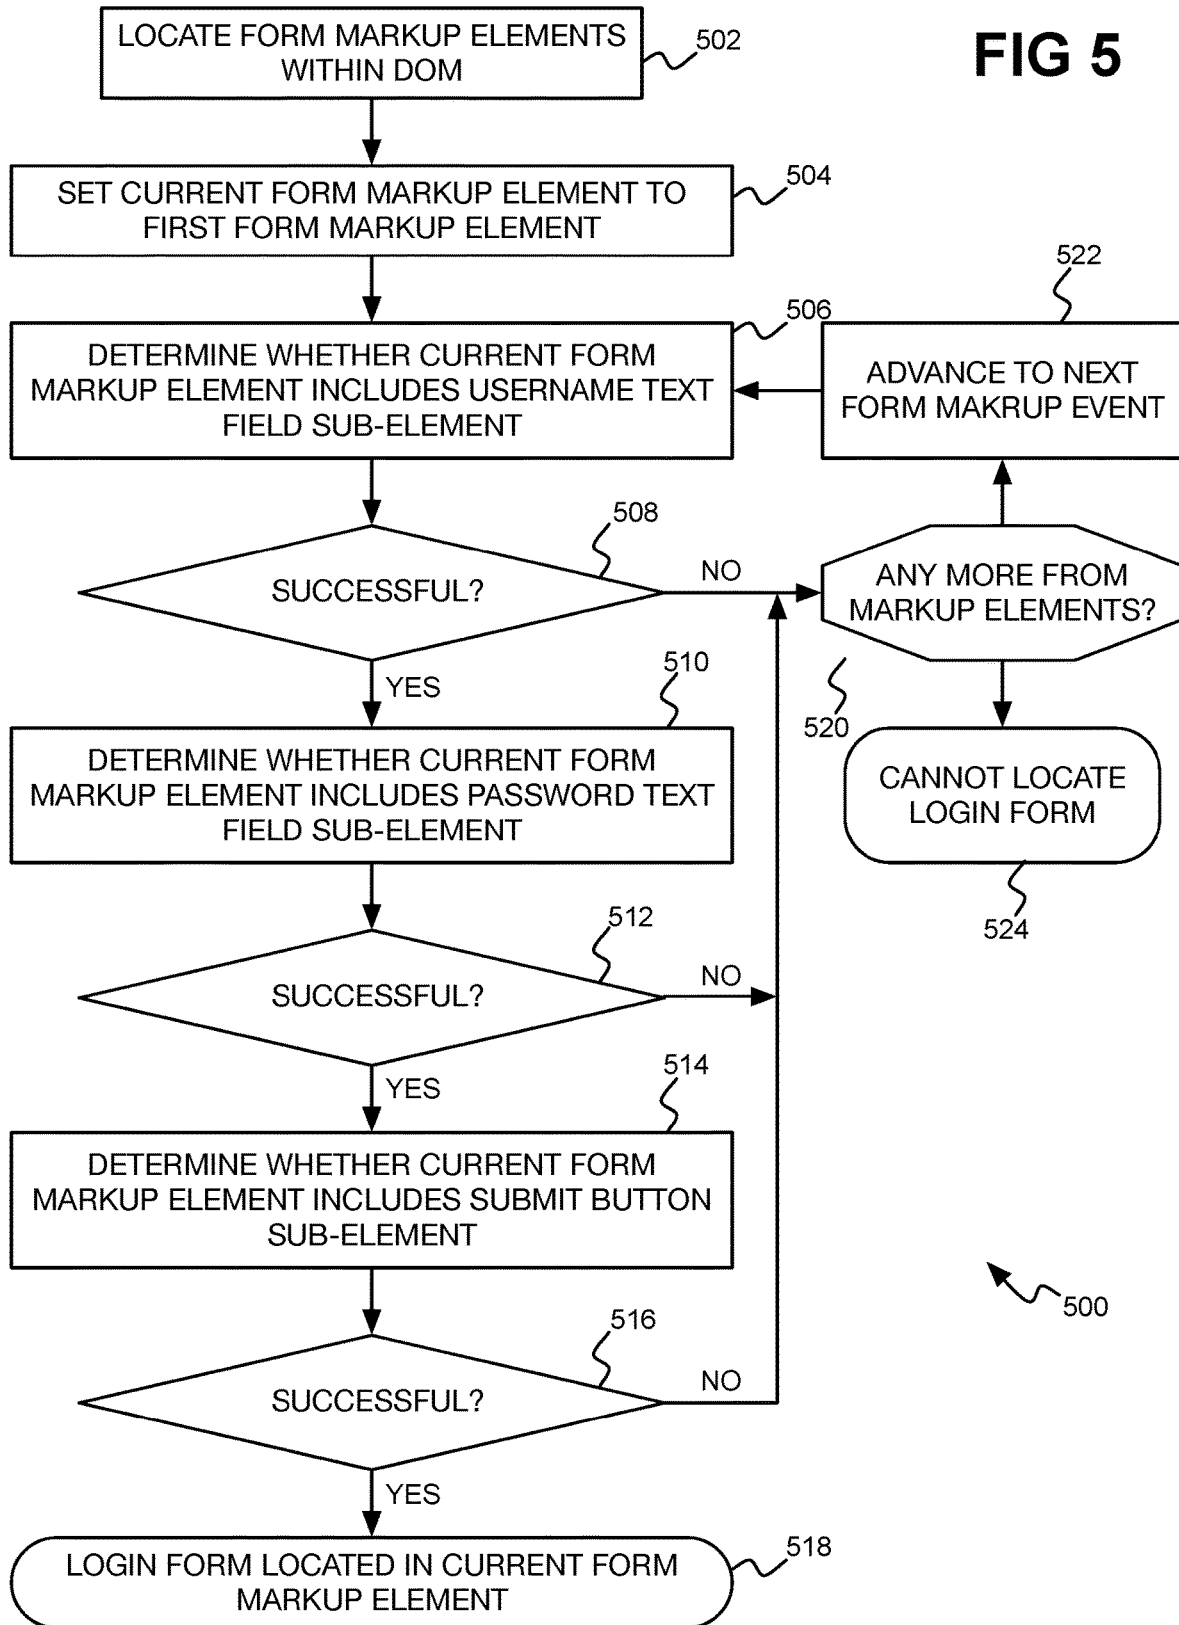 FIG 5
LOCATE FORM MARKUP ELEMENTS
WITHIN DOM
502
SET CURRENT FORM MARKUP ELEMENT TO
FIRST FORM MARKUP ELEMENT
504
DETERMINE WHETHER CURRENT FORM
MARKUP ELEMENT INCLUDES USERNAME TEXT
FIELD SUB-ELEMENT
506
522
ADVANCE TO NEXT
FORM MAKRUP EVENT
SUCCESSFUL?
508
NO
YES
ANY MORE FROM
MARKUP ELEMENTS?
520
CANNOT LOCATE
LOGIN FORM
524
510
DETERMINE WHETHER CURRENT FORM
MARKUP ELEMENT INCLUDES PASSWORD TEXT
FIELD SUB-ELEMENT
SUCCESSFUL?
512
NO
YES
514
DETERMINE WHETHER CURRENT FORM
MARKUP ELEMENT INCLUDES SUBMIT BUTTON
SUB-ELEMENT
500
SUCCESSFUL?
516
NO
YES
LOGIN FORM LOCATED IN CURRENT FORM
MARKUP ELEMENT
518